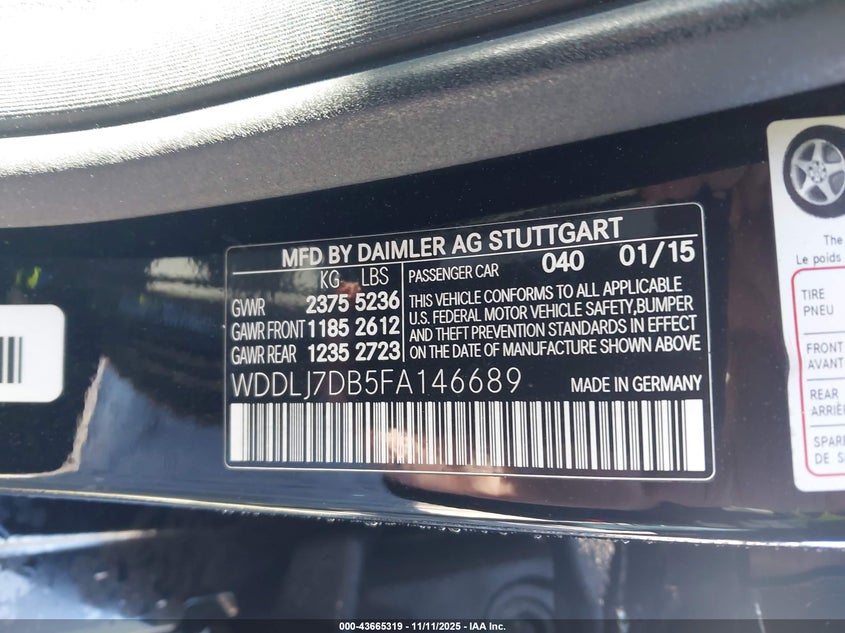 MFD BY DAIMLER AG STUTTGART
KG LBS
GVWR 2375 5236
GAWR FRONT 1185 2612
GAWR REAR 1235 2723
PASSENGER CAR 040 01/15
THIS VEHICLE CONFORMS TO ALL APPLICABLE
U.S. FEDERAL MOTOR VEHICLE SAFETY, BUMPER
AND THEFT PREVENTION STANDARDS IN EFFECT
ON THE DATE OF MANUFACTURE SHOWN ABOVE
WDDLJ7DB5FA146689 MADE IN GERMANY
The
Le poids
TIRE
PNEU
FRONT
AVANT
REAR
ARRIÈ
SPARE
DE S
000-43665319 - 11/11/2025 - IAA Inc.